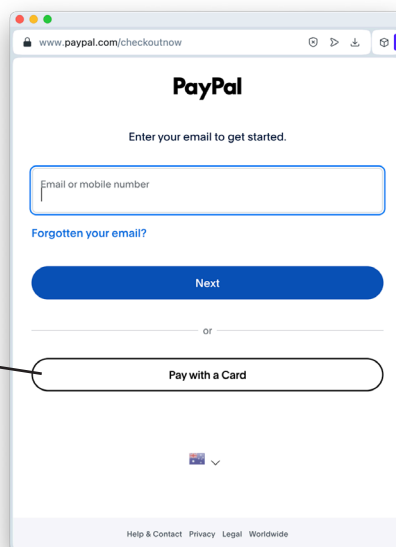 www.paypal.com/checkoutnow
PayPal
Enter your email to get started.
Email or mobile number
Forgotten your email?
Next
or
Pay with a Card
Help & Contact Privacy Legal Worldwide